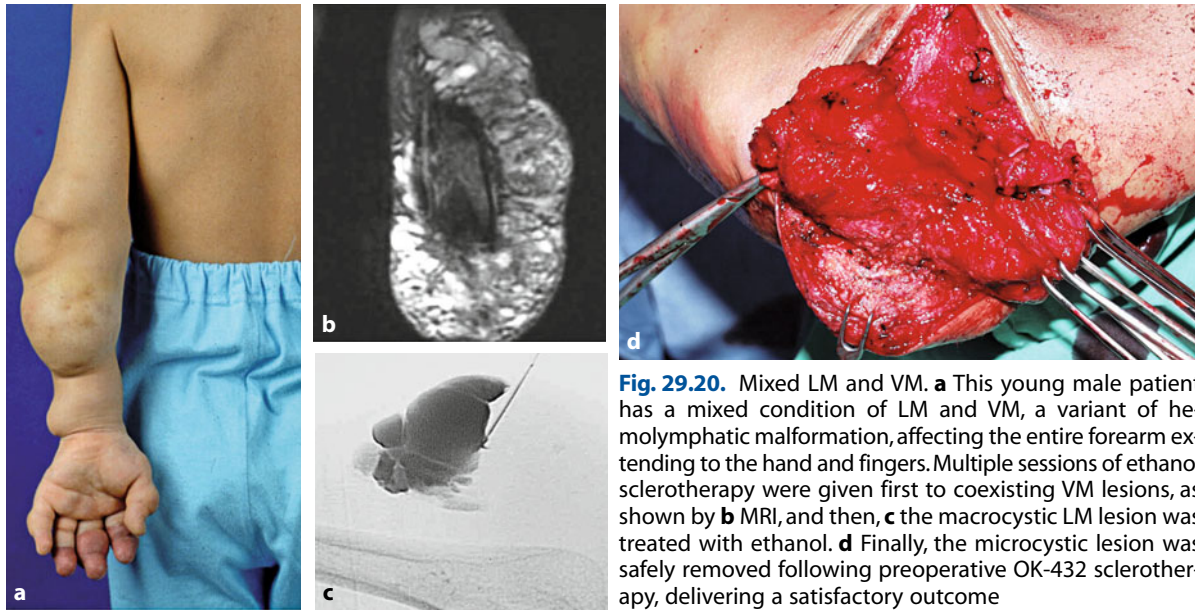 a
b
c
d
Fig. 29.20. Mixed LM and VM. a This young male patient
has a mixed condition of LM and VM, a variant of he-
molymphatic malformation, affecting the entire forearm ex-
tending to the hand and fingers. Multiple sessions of ethanol
sclerotherapy were given first to coexisting VM lesions, as
shown by b MRI, and then, c the macrocystic LM lesion was
treated with ethanol. d Finally, the microcystic lesion was
safely removed following preoperative OK-432 sclerother-
apy, delivering a satisfactory outcome